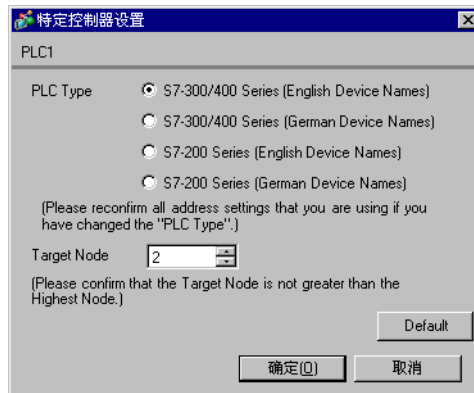 特定控制器设置
PLC1
PLC Type
S7-300/400 Series (English Device Names)
S7-300/400 Series (German Device Names)
S7-200 Series (English Device Names)
S7-200 Series (German Device Names)
(Please reconfirm all address settings that you are using if you
have changed the "PLC Type".)
Target Node 2
(Please confirm that the Target Node is not greater than the
Highest Node.)
Default
确定(O) 取消